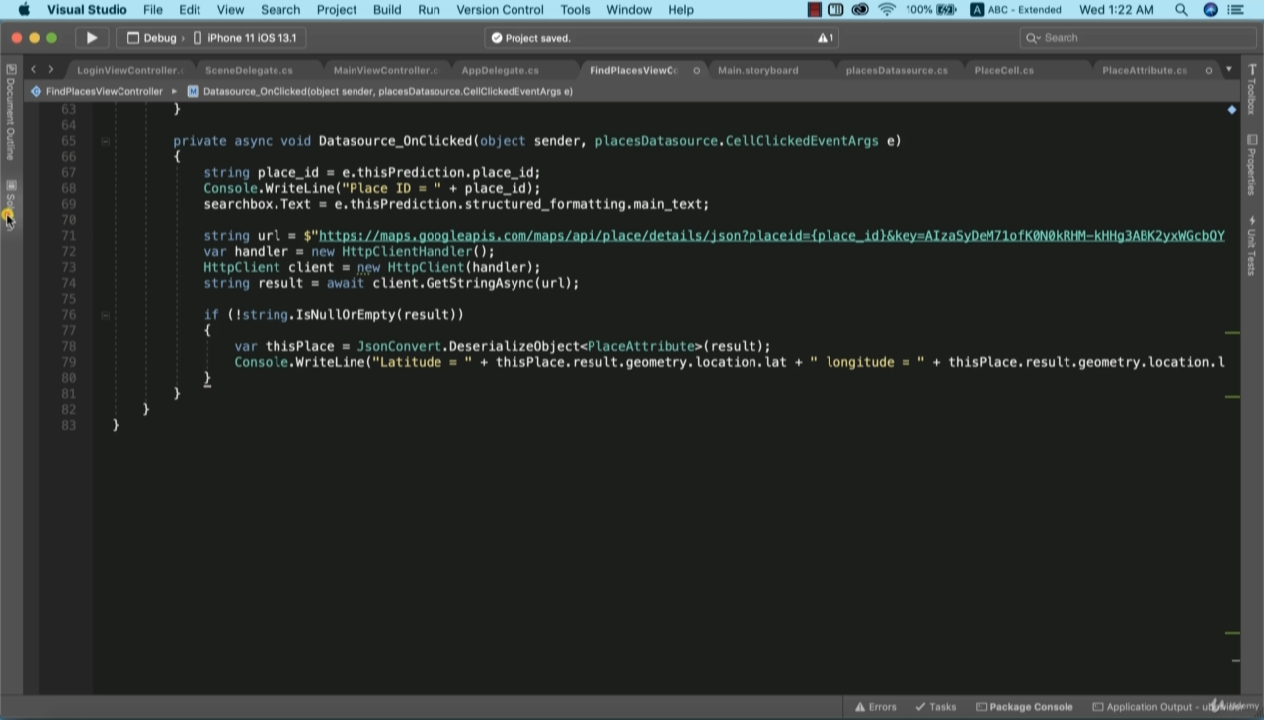 Visual Studio File Edit View Search Project Build Run Version Control Tools Window Help 100% A ABC - Extended Wed 1:22 AM
Debug › iPhone 11 iOS 13.1 Project saved. 1 Search
LoginViewController.c SceneDelegate.cs MainViewController.c AppDelegate.cs FindPlacesViewCo Main.storyboard placesDatasource.cs PlaceCell.cs PlaceAttribute.cs
FindPlacesViewController M Datasource_OnClicked(object sender, placesDatasource.CellClickedEventArgs e)
Document Outline
Toolbox
Properties
Unit Tests
63 }
64
65 private async void Datasource_OnClicked(object sender, placesDatasource.CellClickedEventArgs e)
66 {
67 string place_id = e.thisPrediction.place_id;
68 Console.WriteLine("Place ID = " + place_id);
69 searchbox.Text = e.thisPrediction.structured_formatting.main_text;
70
71 string url = $"https://maps.googleapis.com/maps/api/place/details/json?placeid={place_id}&key=
72 var handler = new HttpClientHandler();
73 HttpClient client = new HttpClient(handler);
74 string result = await client.GetStringAsync(url);
75
76 if (!string.IsNullOrEmpty(result))
77 {
78 var thisPlace = JsonConvert.DeserializeObject<PlaceAttribute>(result);
79 Console.WriteLine("Latitude = " + thisPlace.result.geometry.location.lat + " longitude = " + thisPlace.result.geometry.location.l
80 }
81 }
82 }
83 }
Errors Tasks Package Console Application Output -